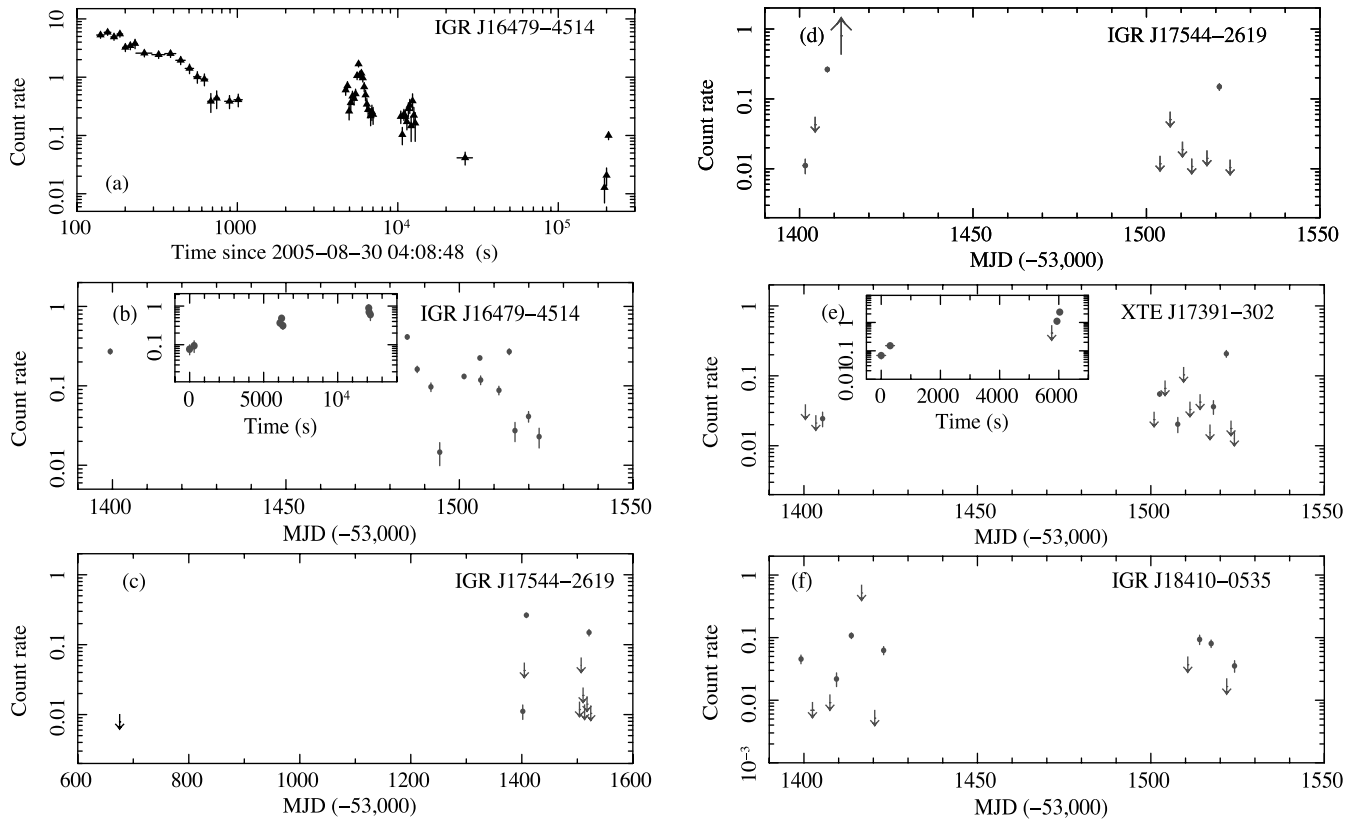 IGR J16479−4514
(a)
Count rate
10
1
0.1
0.01
100 1000 10⁴ 10⁵
Time since 2005−08−30 04:08:48 (s)
(b)
IGR J16479−4514
Count rate
1
0.1
0.01
1
0.1
0 5000 10⁴
Time (s)
1400 1450 1500 1550
MJD (−53,000)
(c)
IGR J17544−2619
Count rate
1
0.1
0.01
600 800 1000 1200 1400 1600
MJD (−53,000)
(d)
IGR J17544−2619
Count rate
1
0.1
0.01
1400 1450 1500 1550
MJD (−53,000)
(e)
XTE J17391−302
Count rate
1
0.1
0.01
1
0.1
0.01
0 2000 4000 6000
Time (s)
1400 1450 1500 1550
MJD (−53,000)
(f)
IGR J18410−0535
Count rate
1
0.1
0.01
10⁻³
1400 1450 1500 1550
MJD (−53,000)